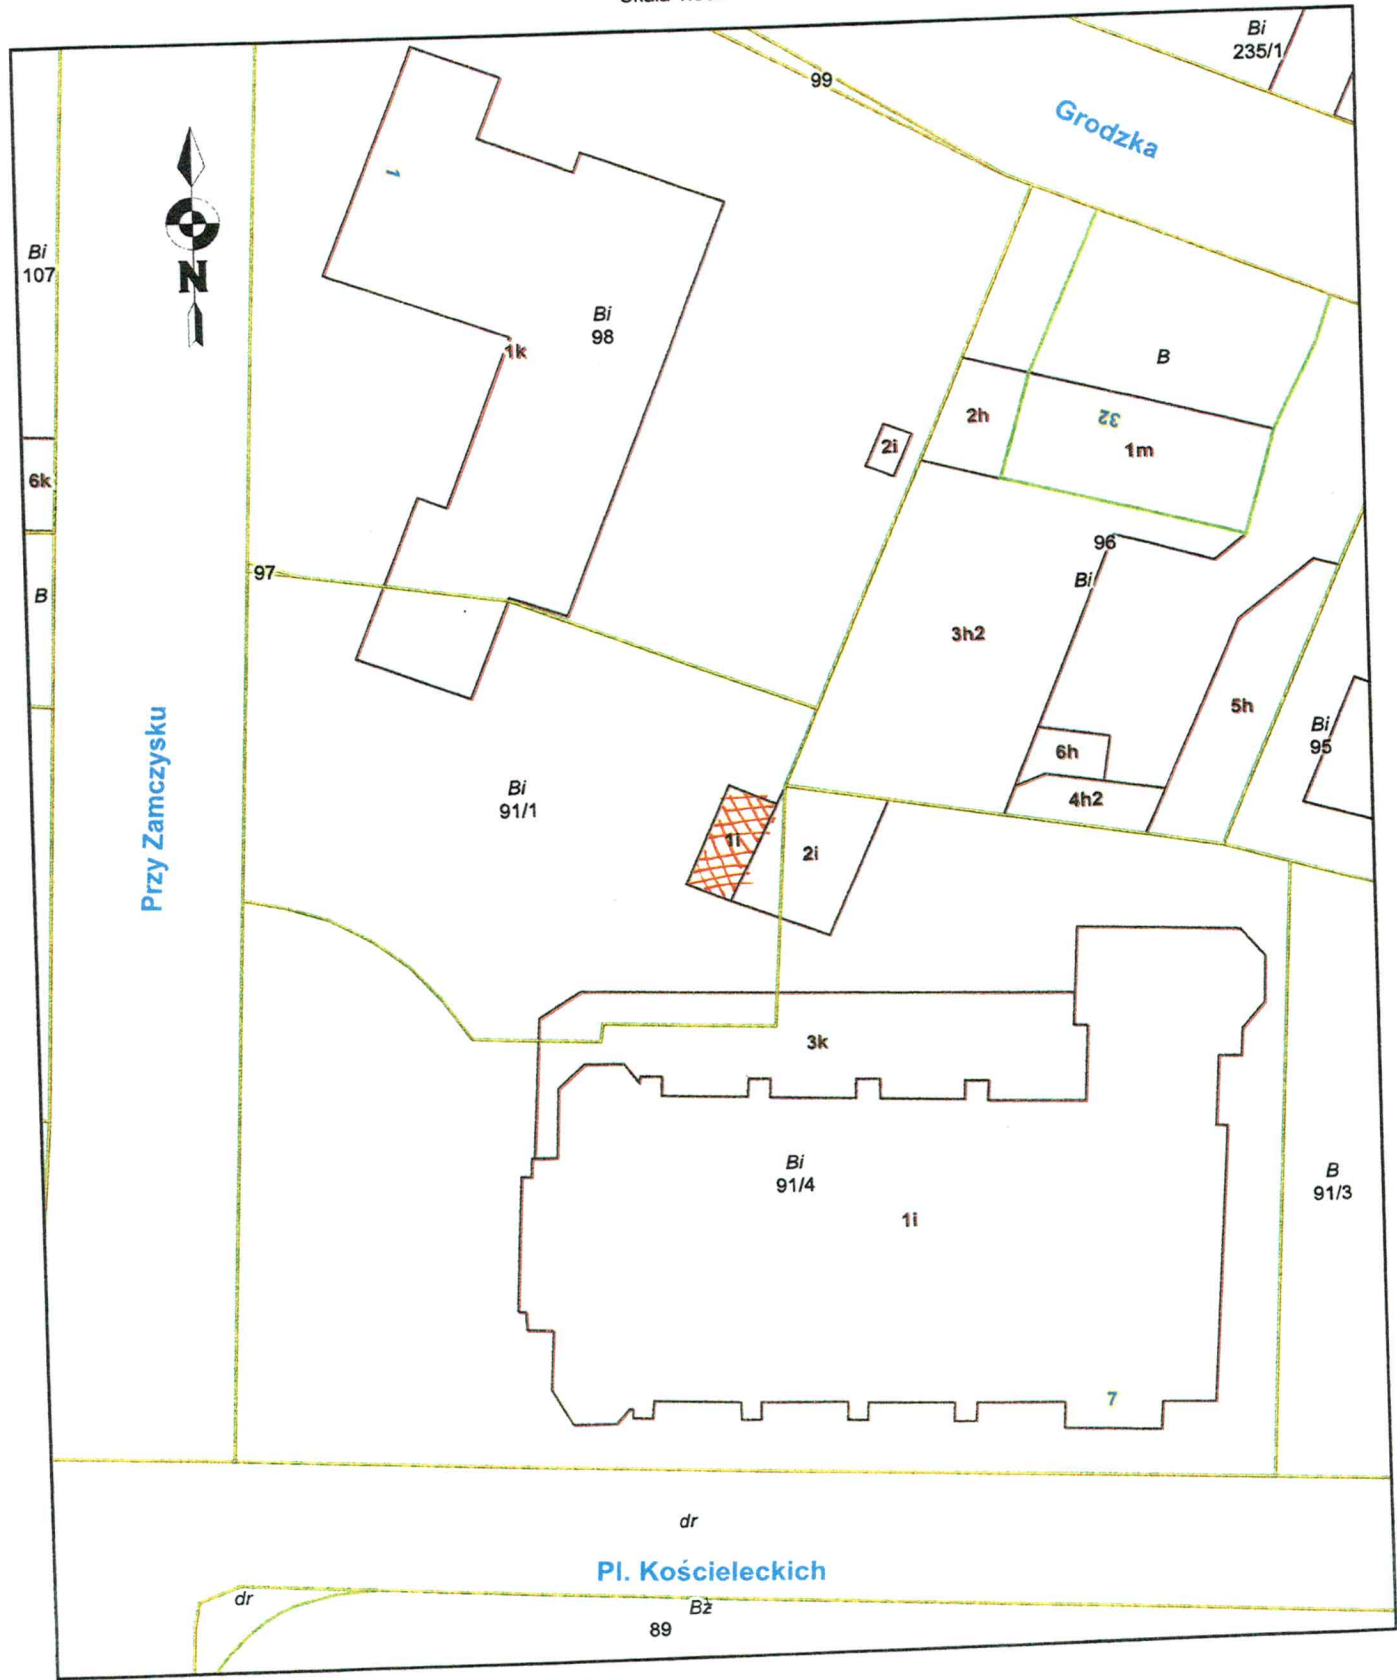 Bi
235/1
99
Grodzka
1
Bi
107
N
Bi
98
1k
B
2h
32
1m
2i
6k
96
Bi
97
B
3h2
5h
Bi
95
6h
4h2
Przy Zamczysku
Bi
91/1
1i
2i
3k
Bi
91/4
1i
B
91/3
7
dr
Pl. Kościeleckich
dr
Bż
89